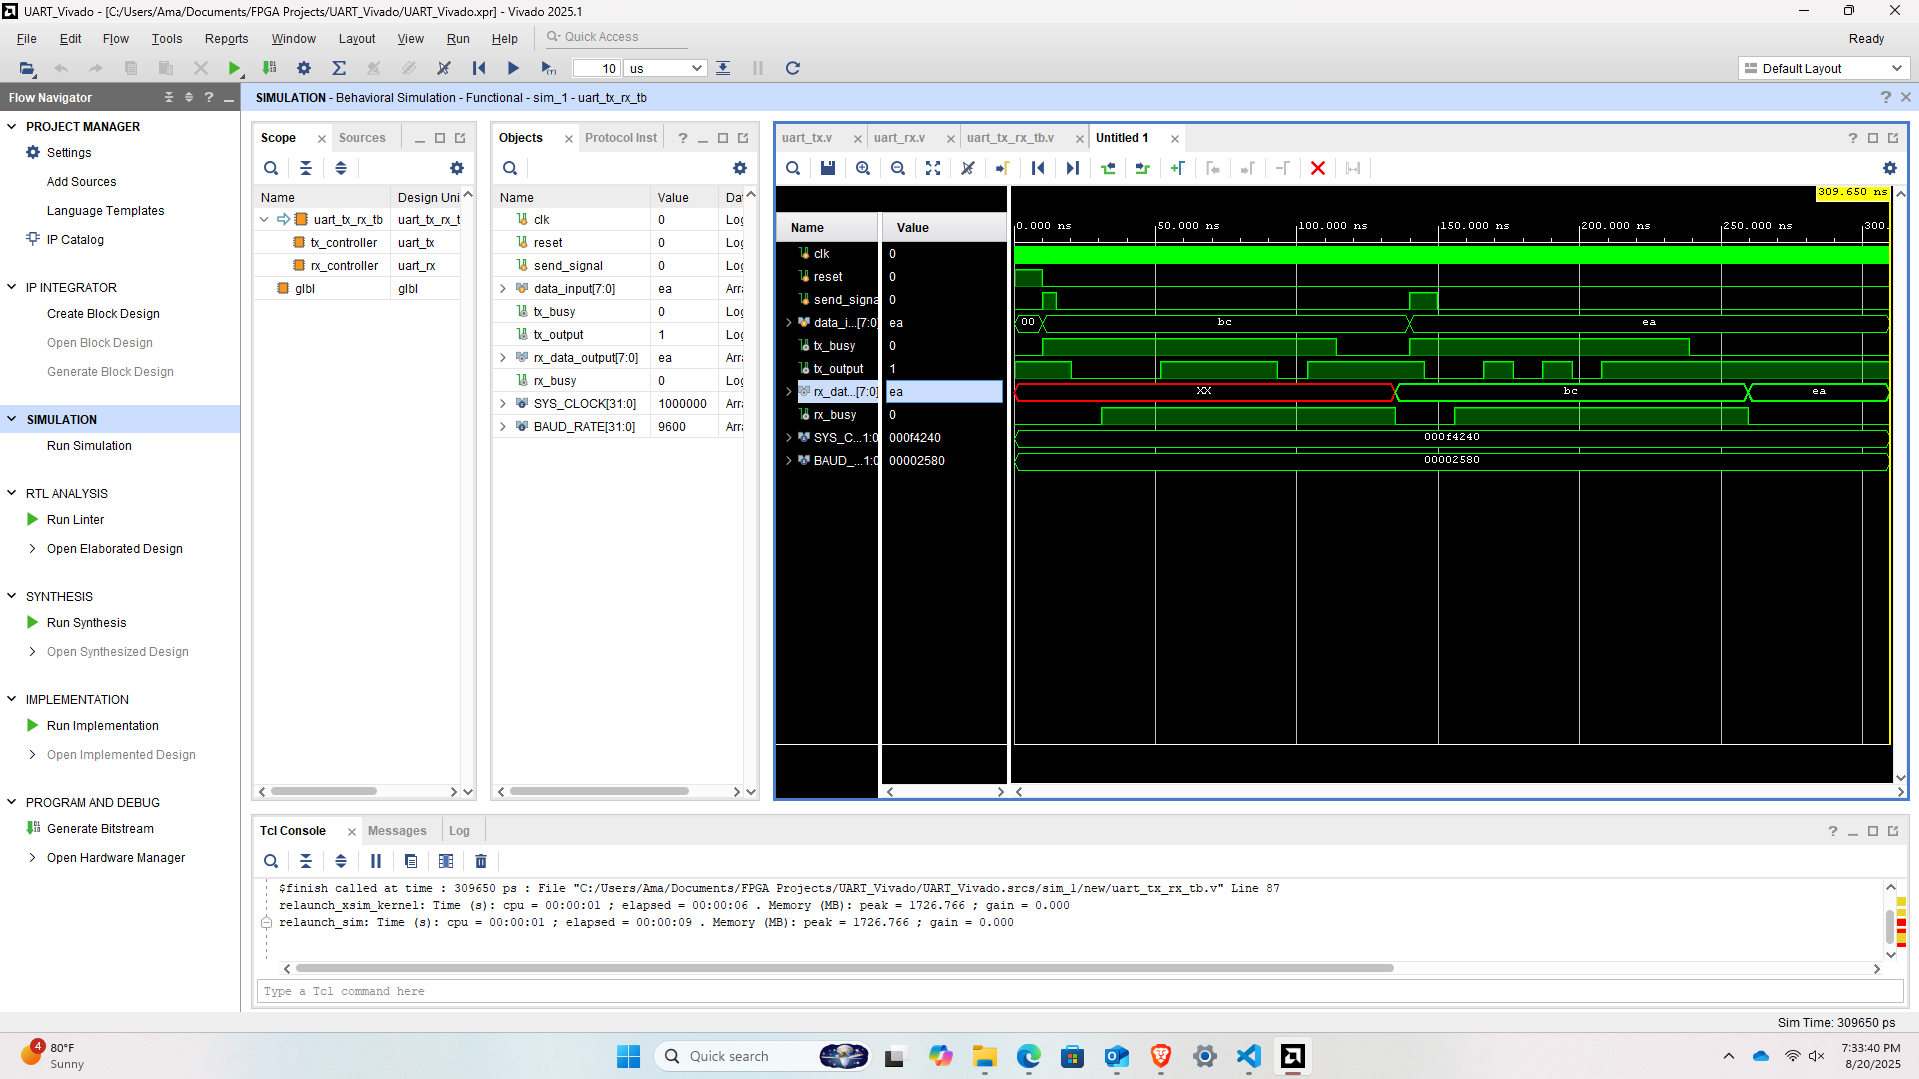 UART_Vivado - [C:/Users/Ama/Documents/FPGA Projects/UART_Vivado/UART_Vivado.xpr] - Vivado 2025.1
File Edit Flow Tools Reports Window Layout View Run Help
Quick Access
Ready
10 us
Default Layout
Flow Navigator
SIMULATION - Behavioral Simulation - Functional - sim_1 - uart_tx_rx_tb
PROJECT MANAGER
Settings
Add Sources
Language Templates
IP Catalog
IP INTEGRATOR
Create Block Design
Open Block Design
Generate Block Design
SIMULATION
Run Simulation
RTL ANALYSIS
Run Linter
Open Elaborated Design
SYNTHESIS
Run Synthesis
Open Synthesized Design
IMPLEMENTATION
Run Implementation
Open Implemented Design
PROGRAM AND DEBUG
Generate Bitstream
Open Hardware Manager
Scope Sources
Name Design Uni
uart_tx_rx_tb uart_tx_rx_t
tx_controller uart_tx
rx_controller uart_rx
glbl glbl
Objects Protocol Inst
Name Value Da
clk 0 Log
reset 0 Log
send_signal 0 Log
data_input[7:0] ea Arra
tx_busy 0 Log
tx_output 1 Log
rx_data_output[7:0] ea Arra
rx_busy 0 Log
SYS_CLOCK[31:0] 1000000 Arra
BAUD_RATE[31:0] 9600 Arra
uart_tx.v uart_rx.v uart_tx_rx_tb.v Untitled 1
309.650 ns
Name Value
0.000 ns 50.000 ns 100.000 ns 150.000 ns 200.000 ns 250.000 ns 300.
clk 0
reset 0
send_signa 0
data_i...[7:0] ea 00 bc ea
tx_busy 0
tx_output 1
rx_dat...[7:0] ea XX bc ea
rx_busy 0
SYS_C...1:0 000f4240 000f4240
BAUD_...1:0 00002580 00002580
Tcl Console Messages Log
$finish called at time : 309650 ps : File "C:/Users/Ama/Documents/FPGA Projects/UART_Vivado/UART_Vivado.srcs/sim_1/new/uart_tx_rx_tb.v" Line 87
relaunch_xsim_kernel: Time (s): cpu = 00:00:01 ; elapsed = 00:00:06 . Memory (MB): peak = 1726.766 ; gain = 0.000
relaunch_sim: Time (s): cpu = 00:00:01 ; elapsed = 00:00:09 . Memory (MB): peak = 1726.766 ; gain = 0.000
Type a Tcl command here
Sim Time: 309650 ps
4
80°F
Sunny
Quick search
7:33:40 PM
8/20/2025